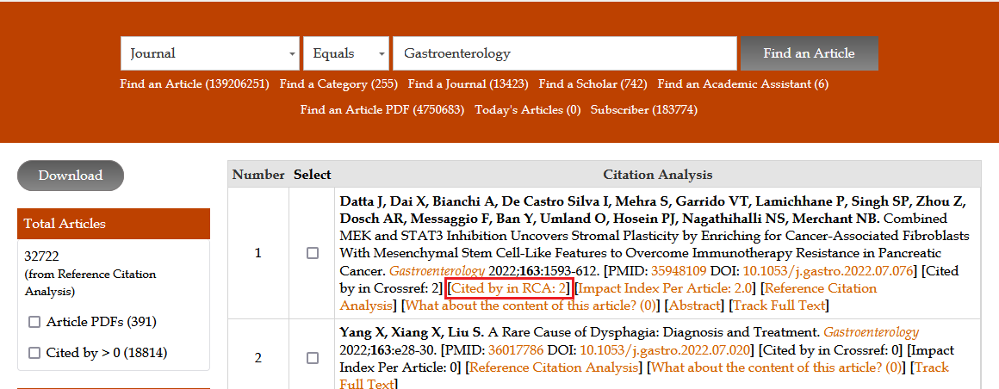 Journal
Equals
Gastroenterology
Find an Article
Find an Article (139206251) Find a Category (255) Find a Journal (13423) Find a Scholar (742) Find an Academic Assistant (6)
Find an Article PDF (4750683) Today's Articles (0) Subscriber (183774)
Download
Total Articles
32722
(from Reference Citation
Analysis)
Article PDFs (391)
Cited by > 0 (18814)
Number Select Citation Analysis
1
Datta J, Dai X, Bianchi A, De Castro Silva I, Mehra S, Garrido VT, Lamichhane P, Singh SP, Zhou Z,
Dosch AR, Messaggio F, Ban Y, Umland O, Hosein PJ, Nagathihalli NS, Merchant NB. Combined
MEK and STAT3 Inhibition Uncovers Stromal Plasticity by Enriching for Cancer-Associated Fibroblasts
With Mesenchymal Stem Cell-Like Features to Overcome Immunotherapy Resistance in Pancreatic
Cancer. Gastroenterology 2022;163:1593-612. [PMID: 35948109 DOI: 10.1053/j.gastro.2022.07.076] [Cited
by in Crossref: 2] [Cited by in RCA: 2] [Impact Index Per Article: 2.0] [Reference Citation
Analysis] [What about the content of this article? (0)] [Abstract] [Track Full Text]
2
Yang X, Xiang X, Liu S. A Rare Cause of Dysphagia: Diagnosis and Treatment. Gastroenterology
2022;163:e28-30. [PMID: 36017786 DOI: 10.1053/j.gastro.2022.07.020] [Cited by in Crossref: 0] [Impact
Index Per Article: 0] [Reference Citation Analysis] [What about the content of this article? (0)] [Track
Full Text]